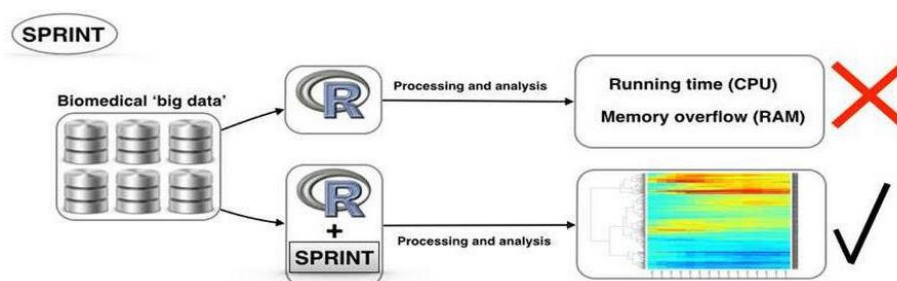 SPRINT
Biomedical 'big data'
R
Processing and analysis
Running time (CPU)
Memory overflow (RAM)
R
+
SPRINT
Processing and analysis